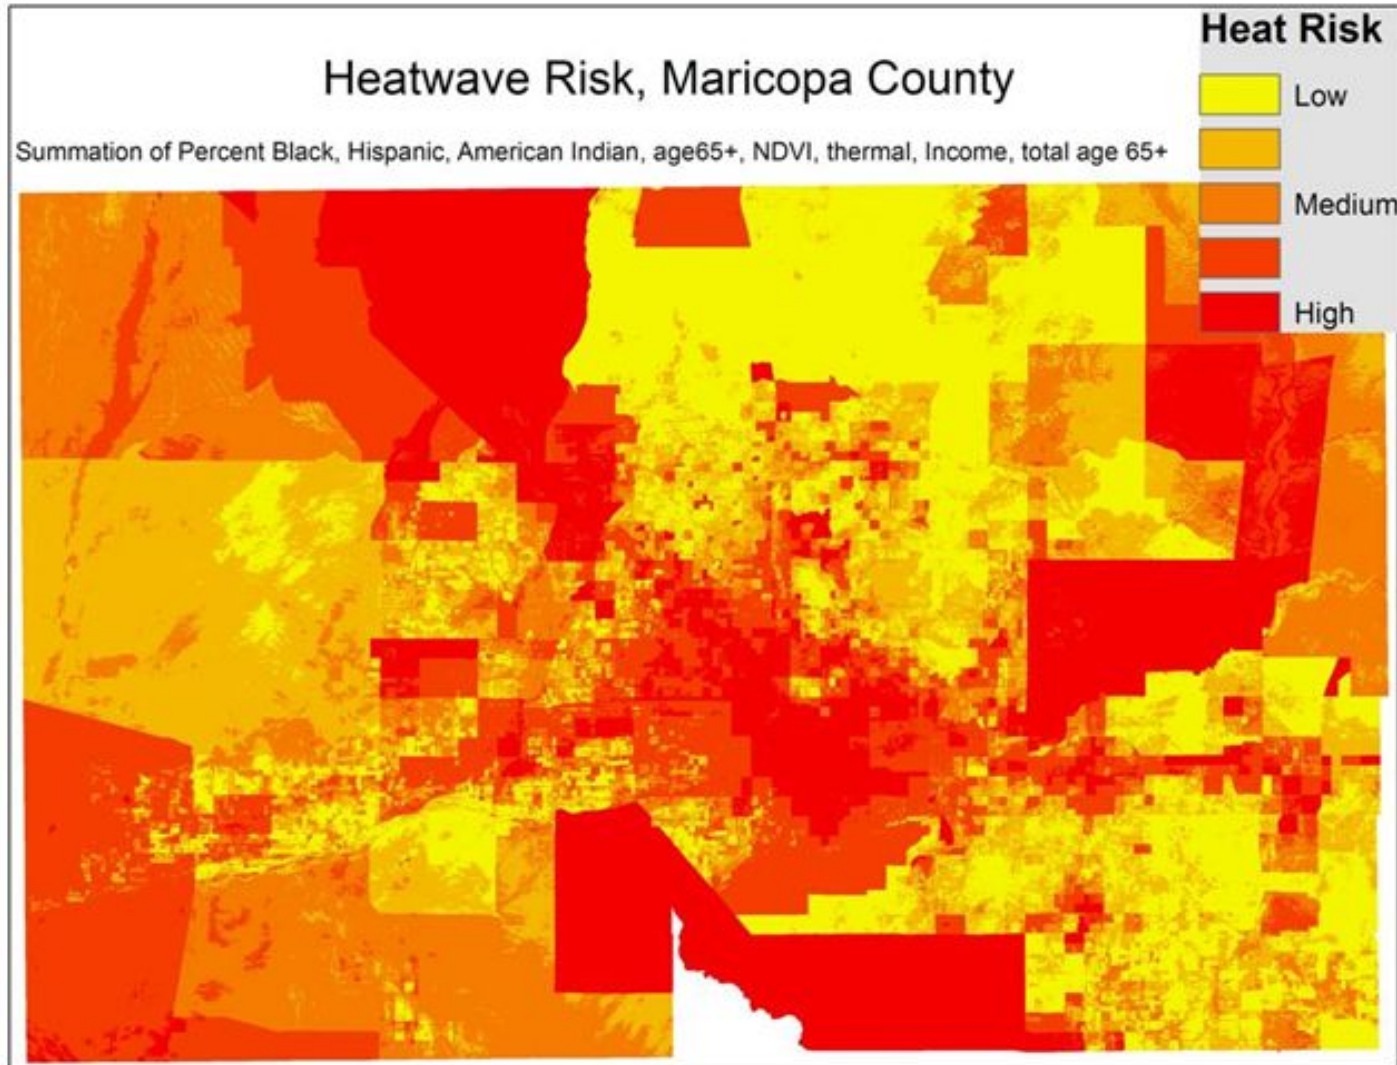 Heatwave Risk, Maricopa County
Summation of Percent Black, Hispanic, American Indian, age65+, NDVI, thermal, Income, total age 65+
Heat Risk
Low
Medium
High